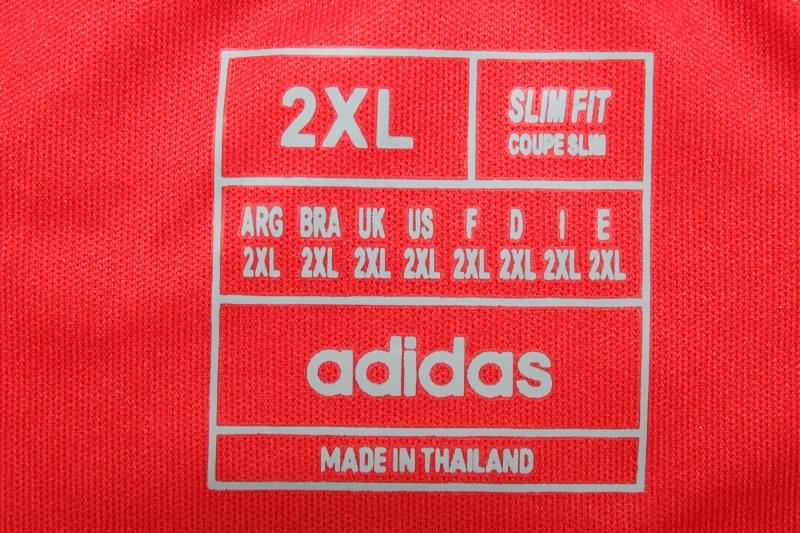 2XL
SLIM FIT
COUPE SLIM
ARG BRA UK US F D I E
2XL 2XL 2XL 2XL 2XL 2XL 2XL 2XL
adidas
MADE IN THAILAND